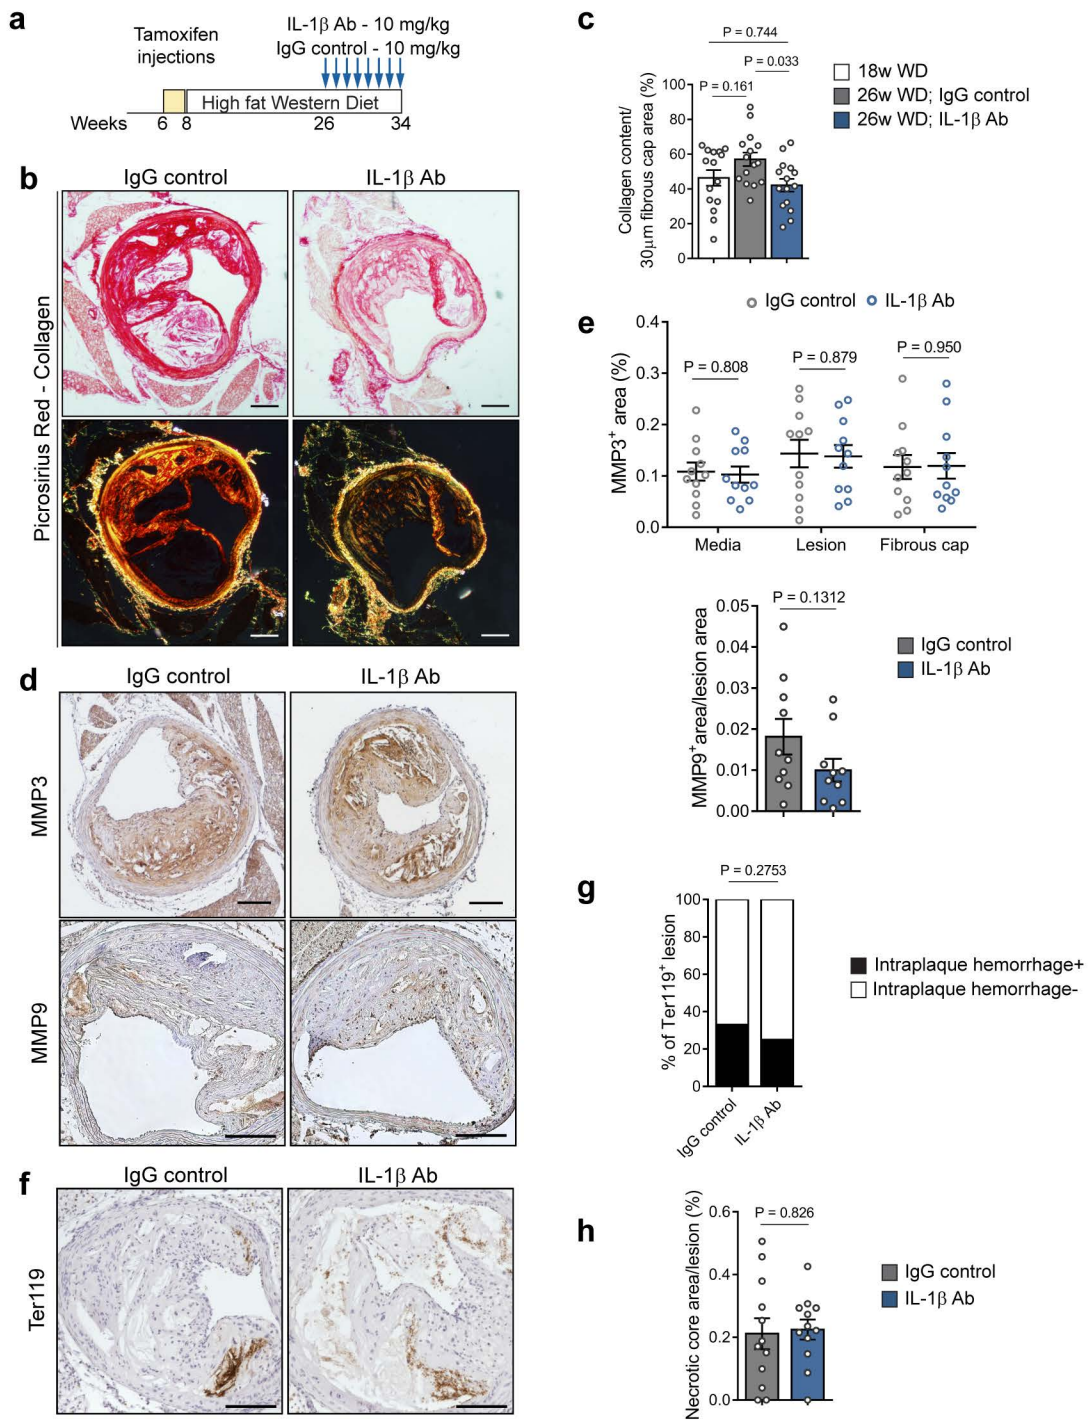 a
Tamoxifen
injections
IL-1β Ab - 10 mg/kg
IgG control - 10 mg/kg
High fat Western Diet
Weeks 6 8 26 34
b
IgG control IL-1β Ab
Picrosirius Red - Collagen
c
P = 0.744
P = 0.033
P = 0.161
Collagen content/
30μm fibrous cap area (%)
100
80
60
40
20
0
18w WD
26w WD; IgG control
26w WD; IL-1β Ab
d
IgG control IL-1β Ab
MMP3
MMP9
e
IgG control IL-1β Ab
MMP3+ area (%)
0.4
0.3
0.2
0.1
0.0
P = 0.808
P = 0.879
P = 0.950
Media Lesion Fibrous cap
P = 0.1312
MMP9+area/lesion area
0.05
0.04
0.03
0.02
0.01
0.00
IgG control
IL-1β Ab
f
IgG control IL-1β Ab
Ter119
g
P = 0.2753
% of Ter119+ lesion
100
80
60
40
20
0
IgG control
IL-1β Ab
Intraplaque hemorrhage+
Intraplaque hemorrhage-
h
P = 0.826
Necrotic core area/lesion (%)
0.6
0.4
0.2
0.0
IgG control
IL-1β Ab